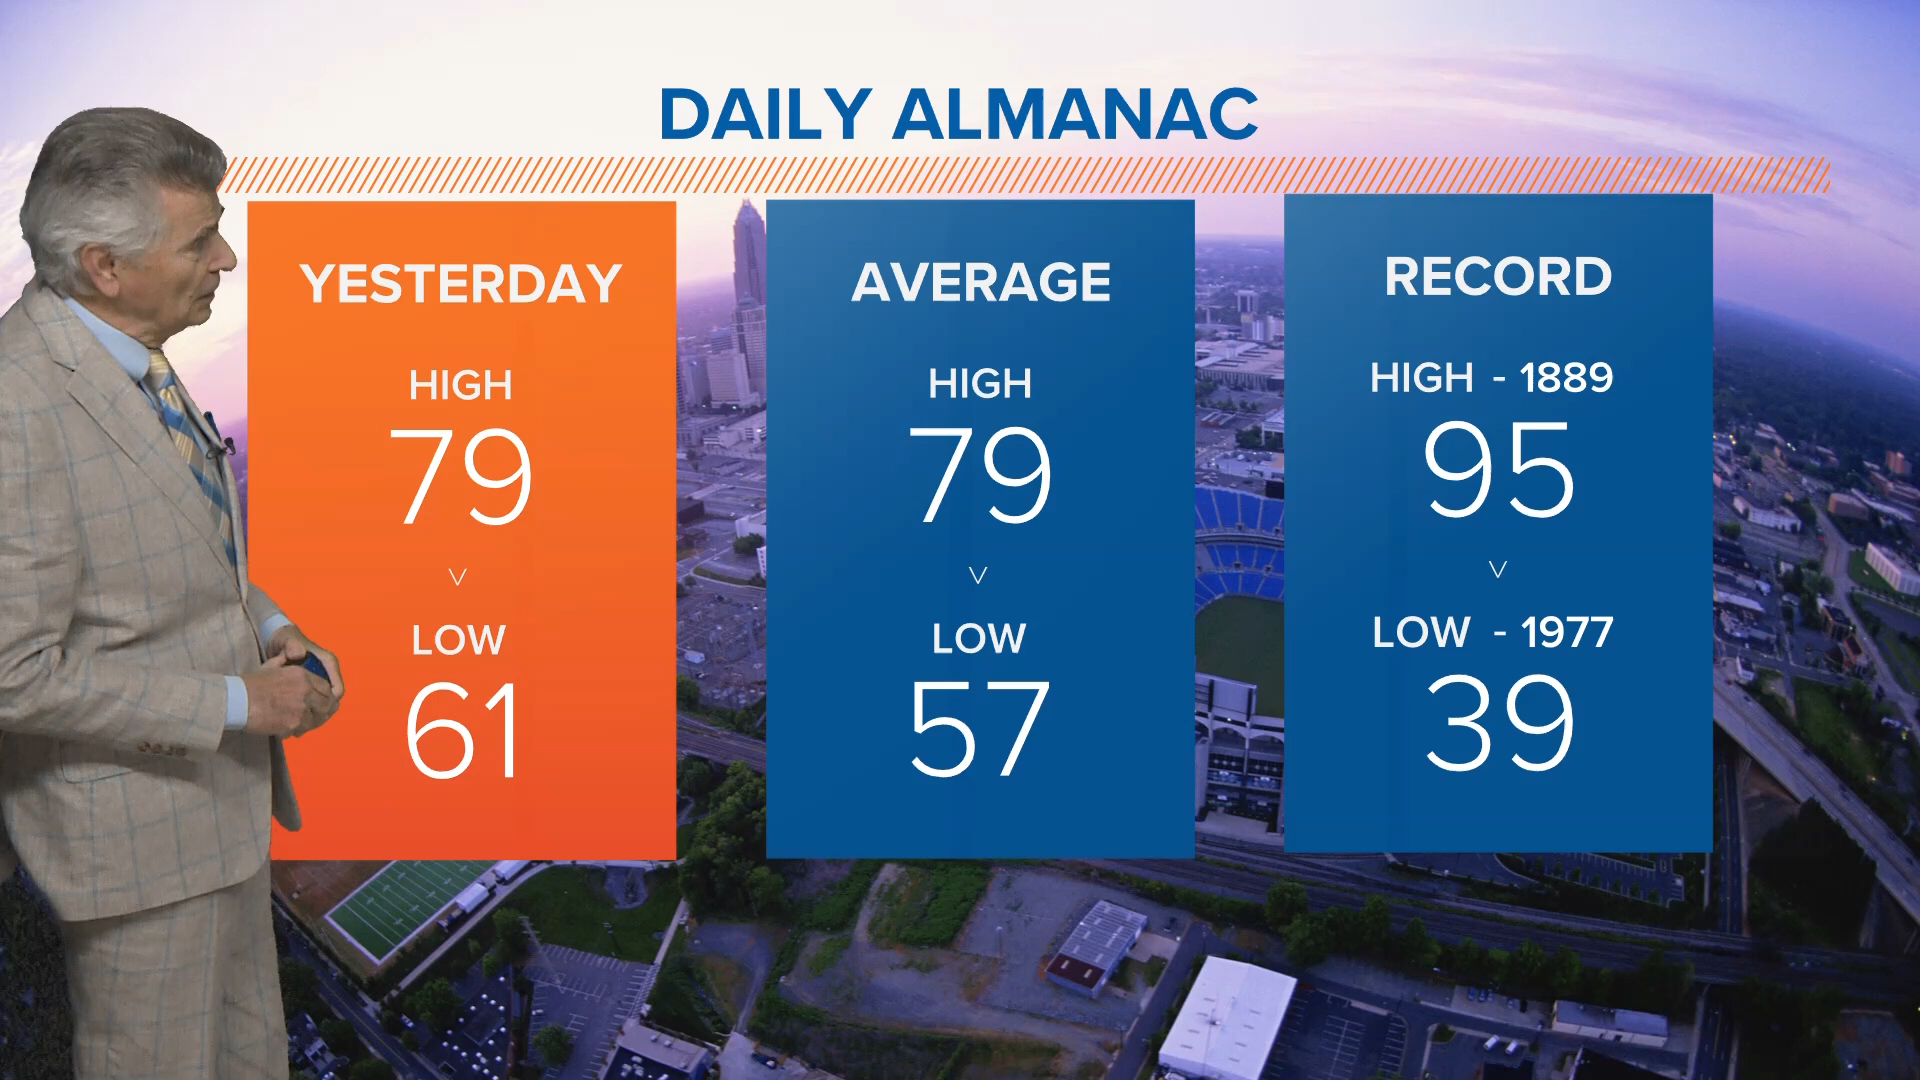 DAILY ALMANAC
YESTERDAY
HIGH
79
LOW
61
AVERAGE
HIGH
79
LOW
57
RECORD
HIGH - 1889
95
LOW - 1977
39